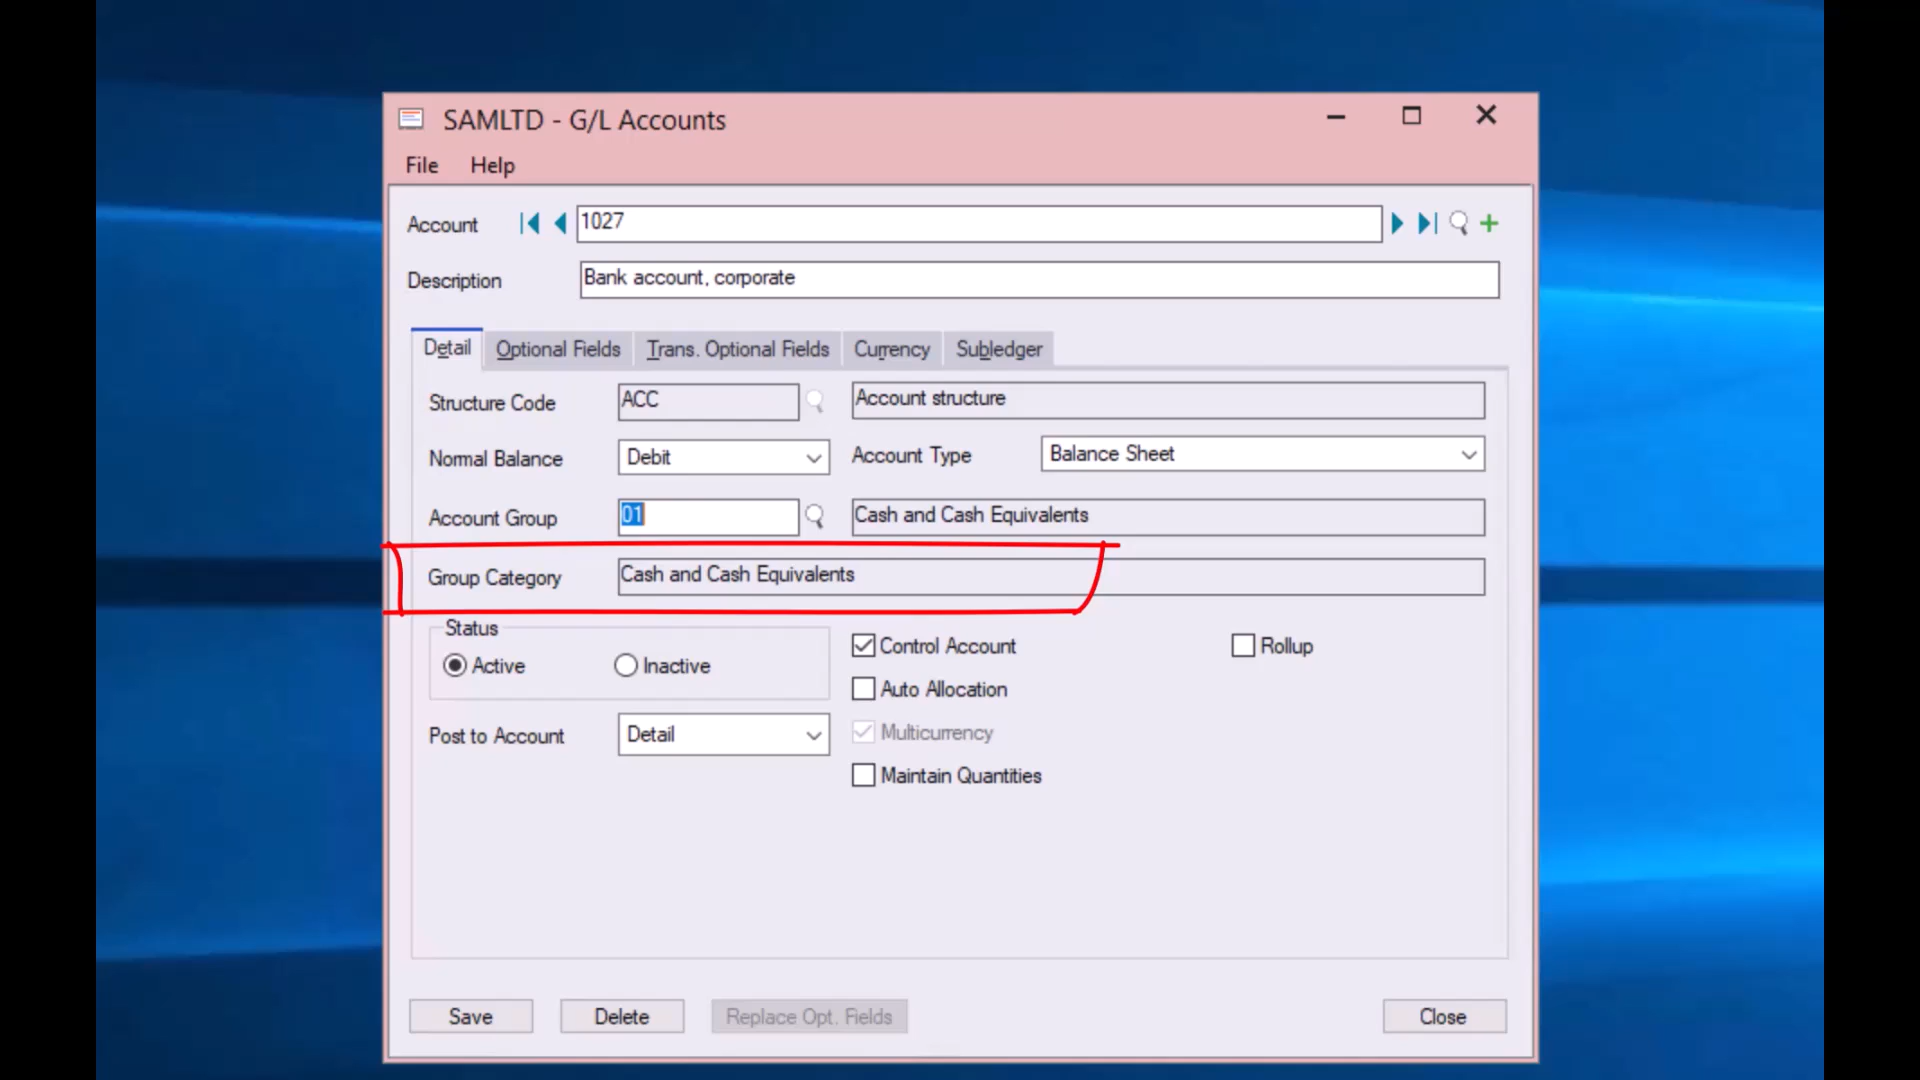 SAMLTD - G/L Accounts
File Help
Account 1027
Description Bank account, corporate
Detail Optional Fields Trans. Optional Fields Currency Subledger
Structure Code ACC Account structure
Normal Balance Debit Account Type Balance Sheet
Account Group 01 Cash and Cash Equivalents
Group Category Cash and Cash Equivalents
Status
Control Account Rollup
Active Inactive
Auto Allocation
Post to Account Detail Multicurrency
Maintain Quantities
Save Delete Replace Opt. Fields Close